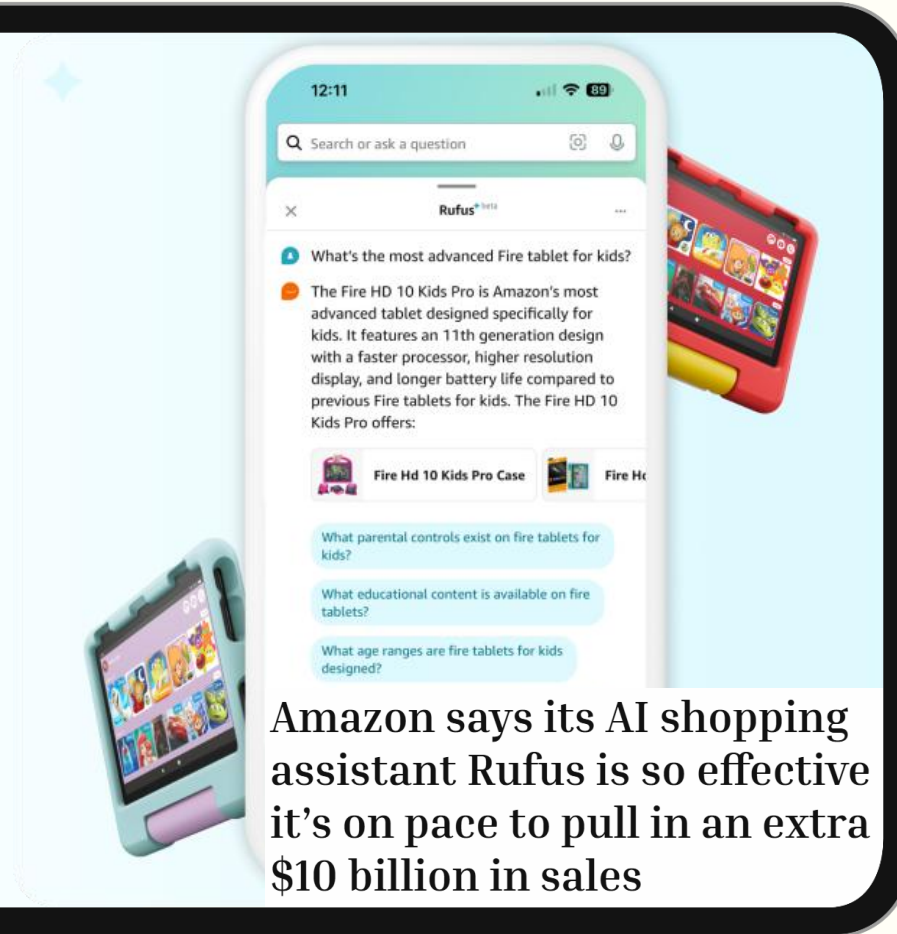 12:11
89
Search or ask a question
Rufus beta
What's the most advanced Fire tablet for kids?
The Fire HD 10 Kids Pro is Amazon's most
advanced tablet designed specifically for
kids. It features an 11th generation design
with a faster processor, higher resolution
display, and longer battery life compared to
previous Fire tablets for kids. The Fire HD 10
Kids Pro offers:
Fire Hd 10 Kids Pro Case
Fire
What parental controls exist on fire tablets for
kids?
What educational content is available on fire
tablets?
What age ranges are fire tablets for kids
designed?
Amazon says its AI shopping
assistant Rufus is so effective
it's on pace to pull in an extra
$10 billion in sales